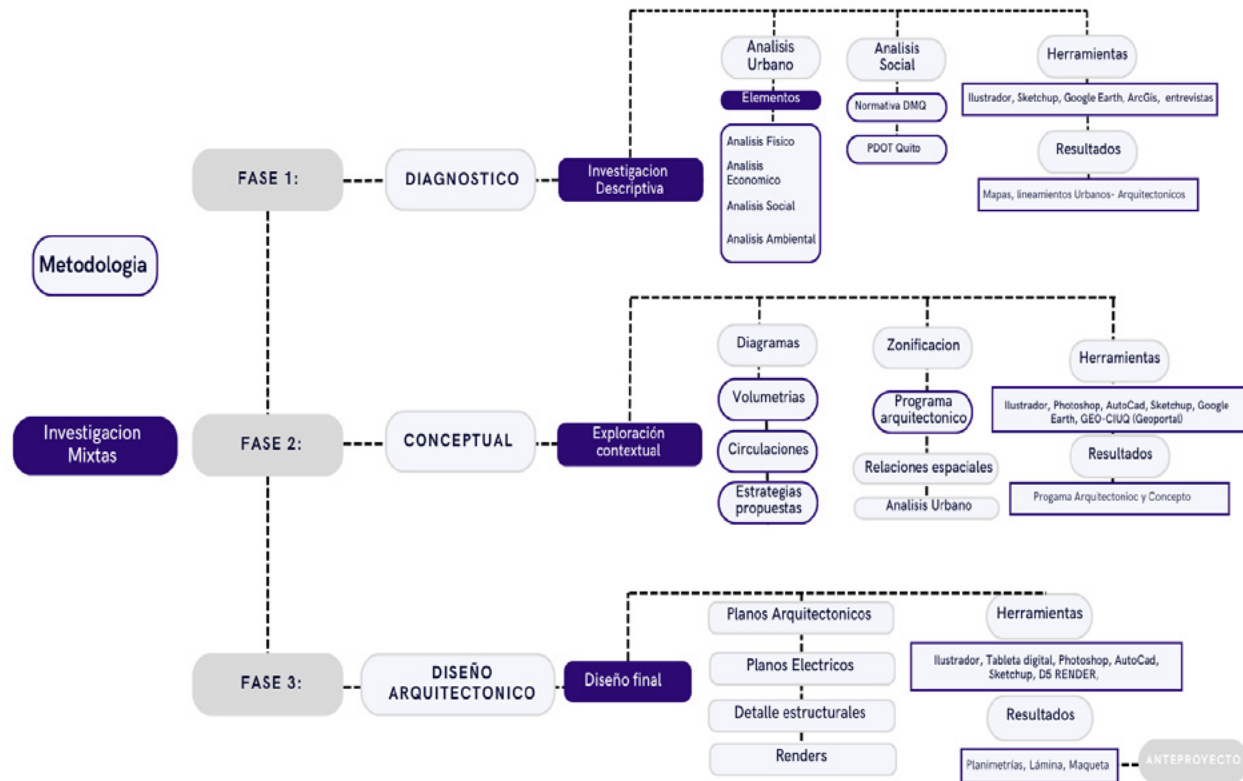 Metodologia
Investigacion
Mixtas
FASE 1:
DIAGNOSTICO
Investigacion
Descriptiva
Analisis
Urbano
Elementos
Analisis Fisico
Analisis
Economico
Analisis Social
Analisis Ambiental
Analisis
Social
Normativa DMQ
PDOT Quito
Herramientas
Ilustrador, Sketchup, Google Earth, ArcGis, entrevistas
Resultados
Mapas, lineamientos Urbanos- Arquitectonicos
FASE 2:
CONCEPTUAL
Exploración
contextual
Diagramas
Volumetrias
Circulaciones
Estrategias
propuestas
Zonificacion
Programa
arquitectonico
Relaciones espaciales
Analisis Urbano
Herramientas
Ilustrador, Photoshop, AutoCad, Sketchup, Google
Earth, GEO-CIUQ (Geoportal)
Resultados
Progama Arquitectonioc y Concepto
FASE 3:
DISEÑO
ARQUITECTONICO
Diseño final
Planos Arquitectonicos
Planos Electricos
Detalle estructurales
Renders
Herramientas
Ilustrador, Tableta digital, Photoshop, AutoCad,
Sketchup, D5 RENDER,
Resultados
Planimetrías, Lámina, Maqueta
ANTEPROYECTO